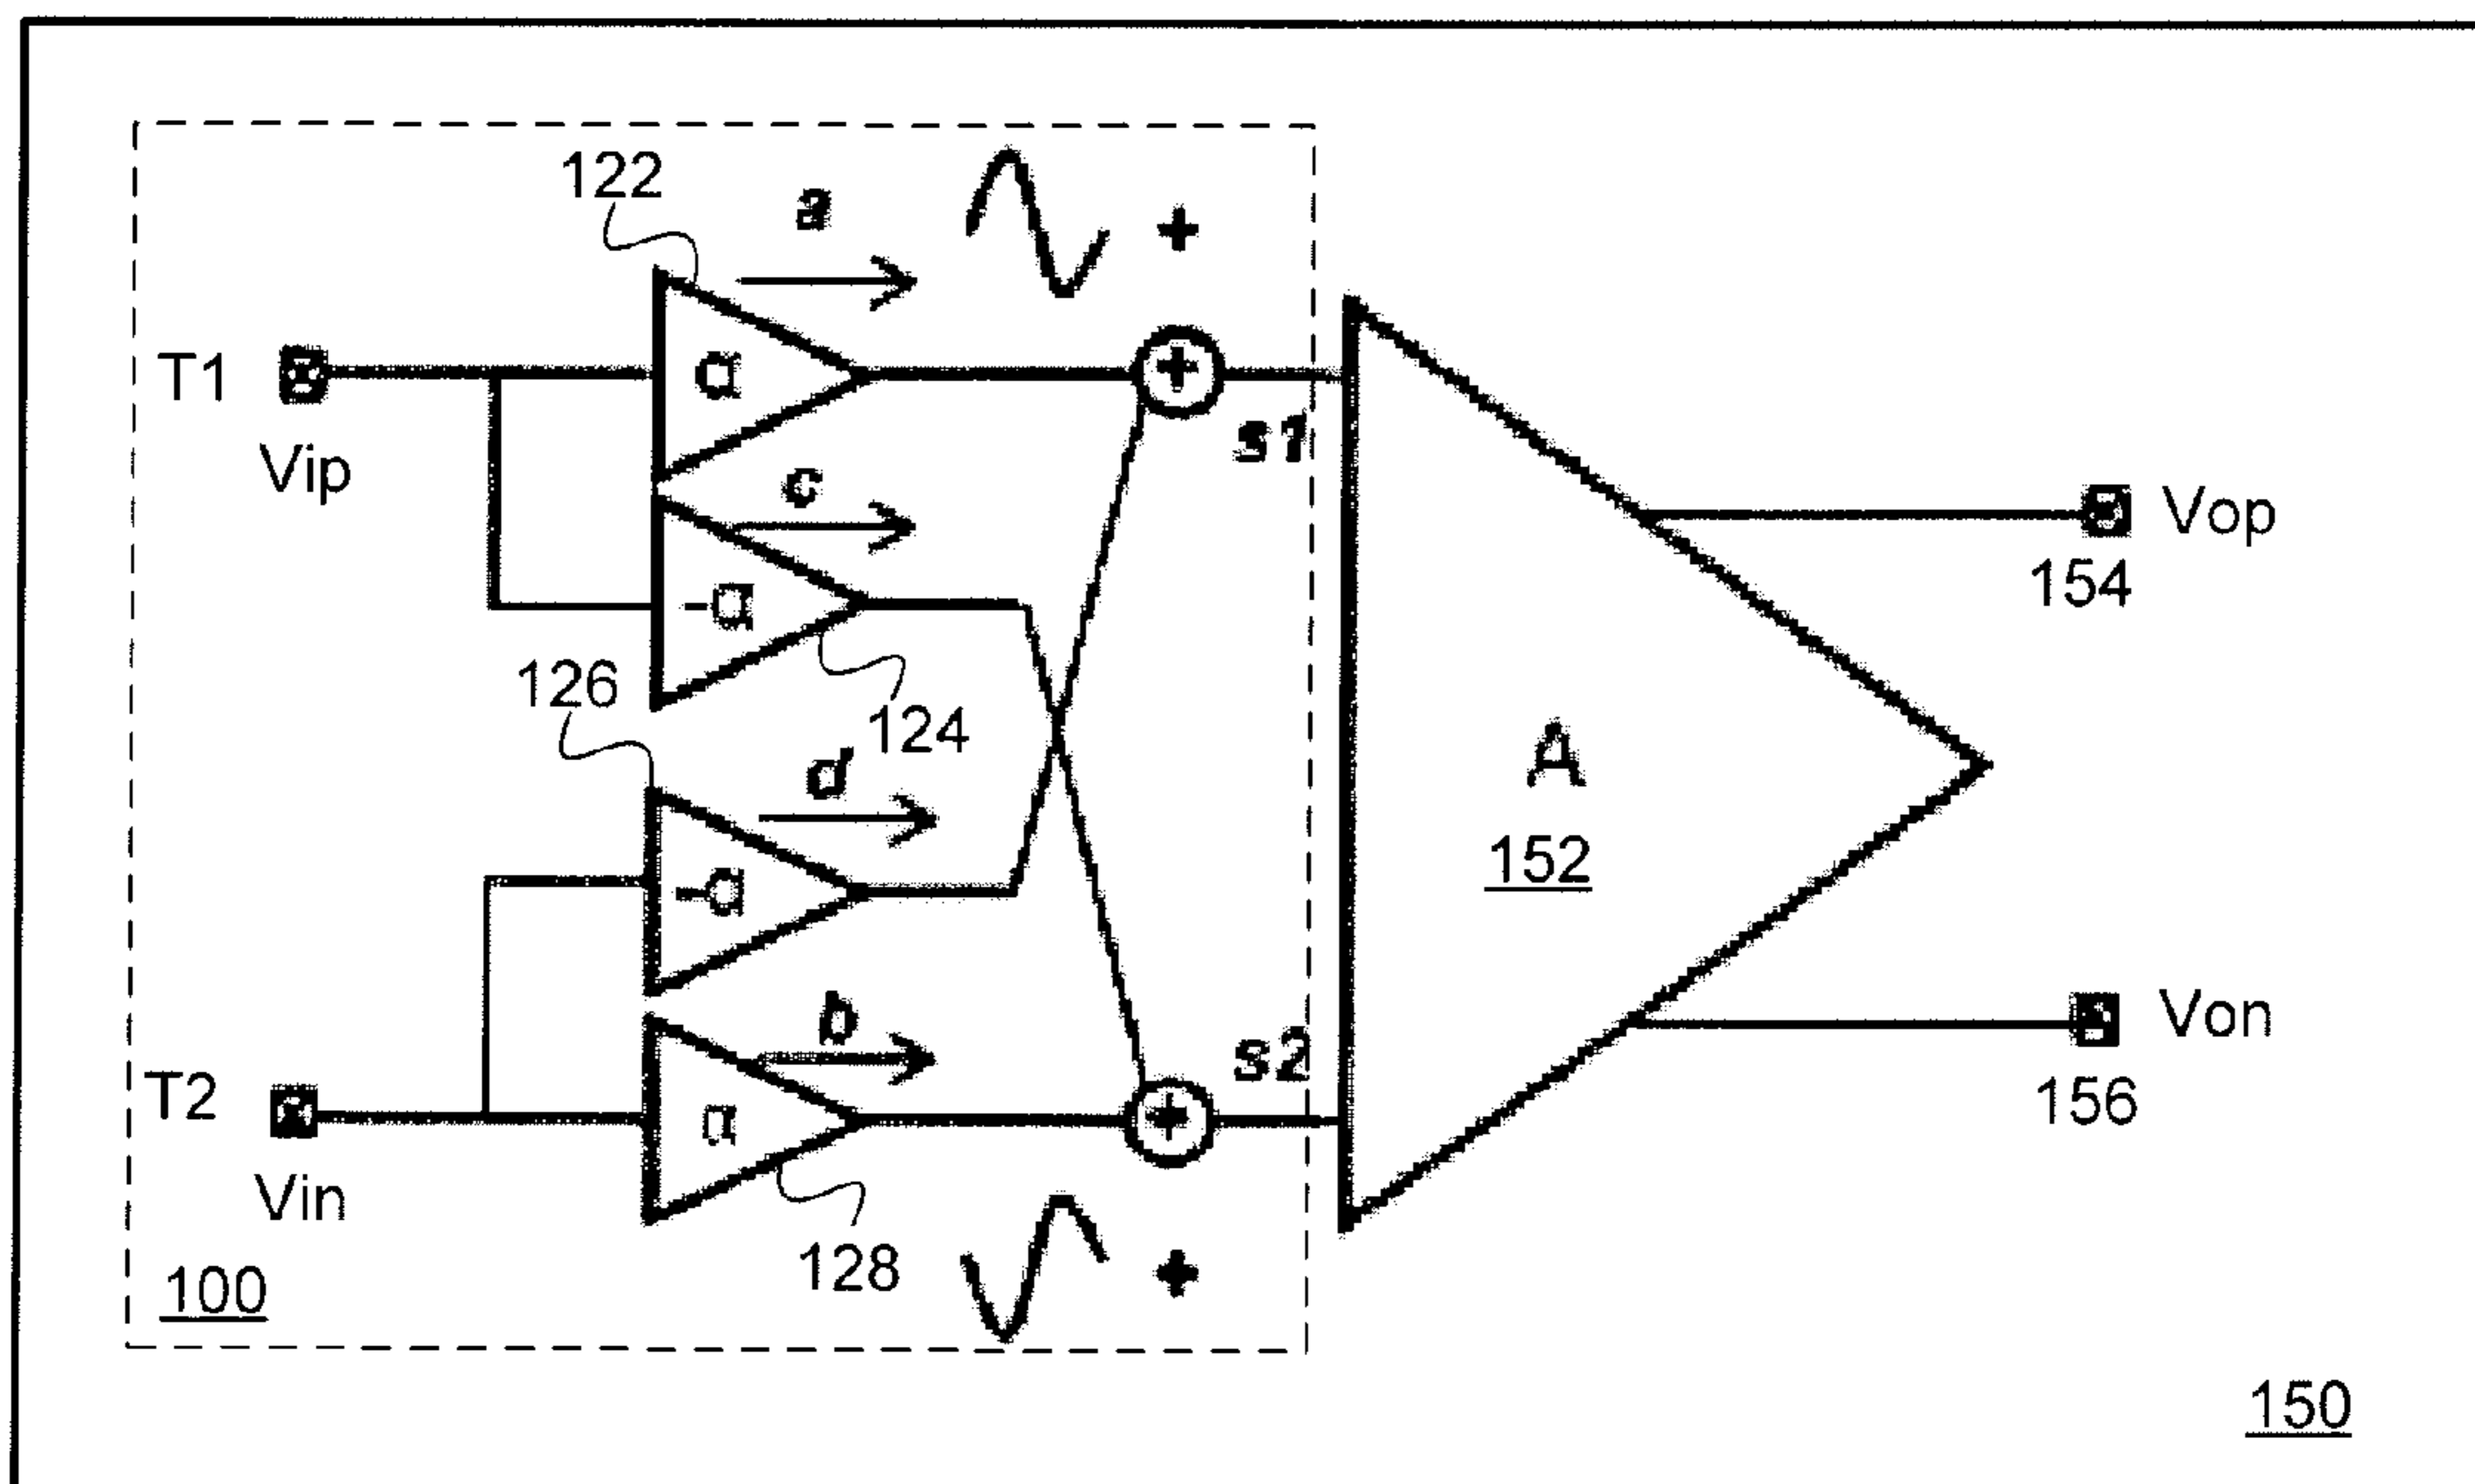 122
a
+
T1
α
+
s1
Vip
c
Vop
154
-α
126
124
A
152
d
-α
b
s2
Von
T2
α
+
156
Vin
128
+
100
150